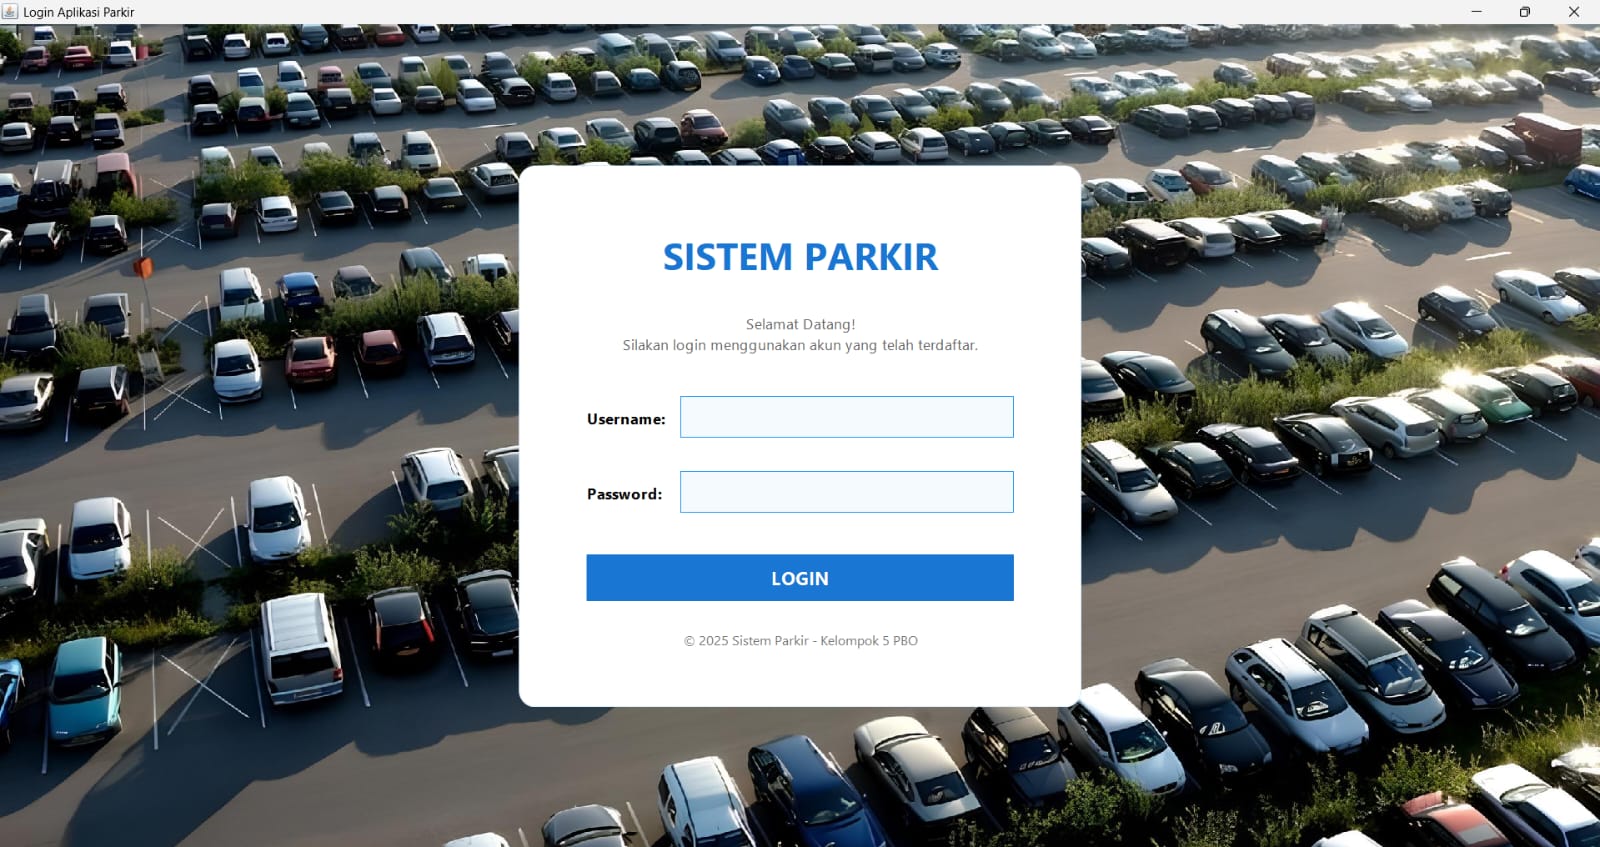 Login Aplikasi Parkir
SISTEM PARKIR
Selamat Datang!
Silakan login menggunakan akun yang telah terdaftar.
Username:
Password:
LOGIN
© 2025 Sistem Parkir - Kelompok 5 PBO